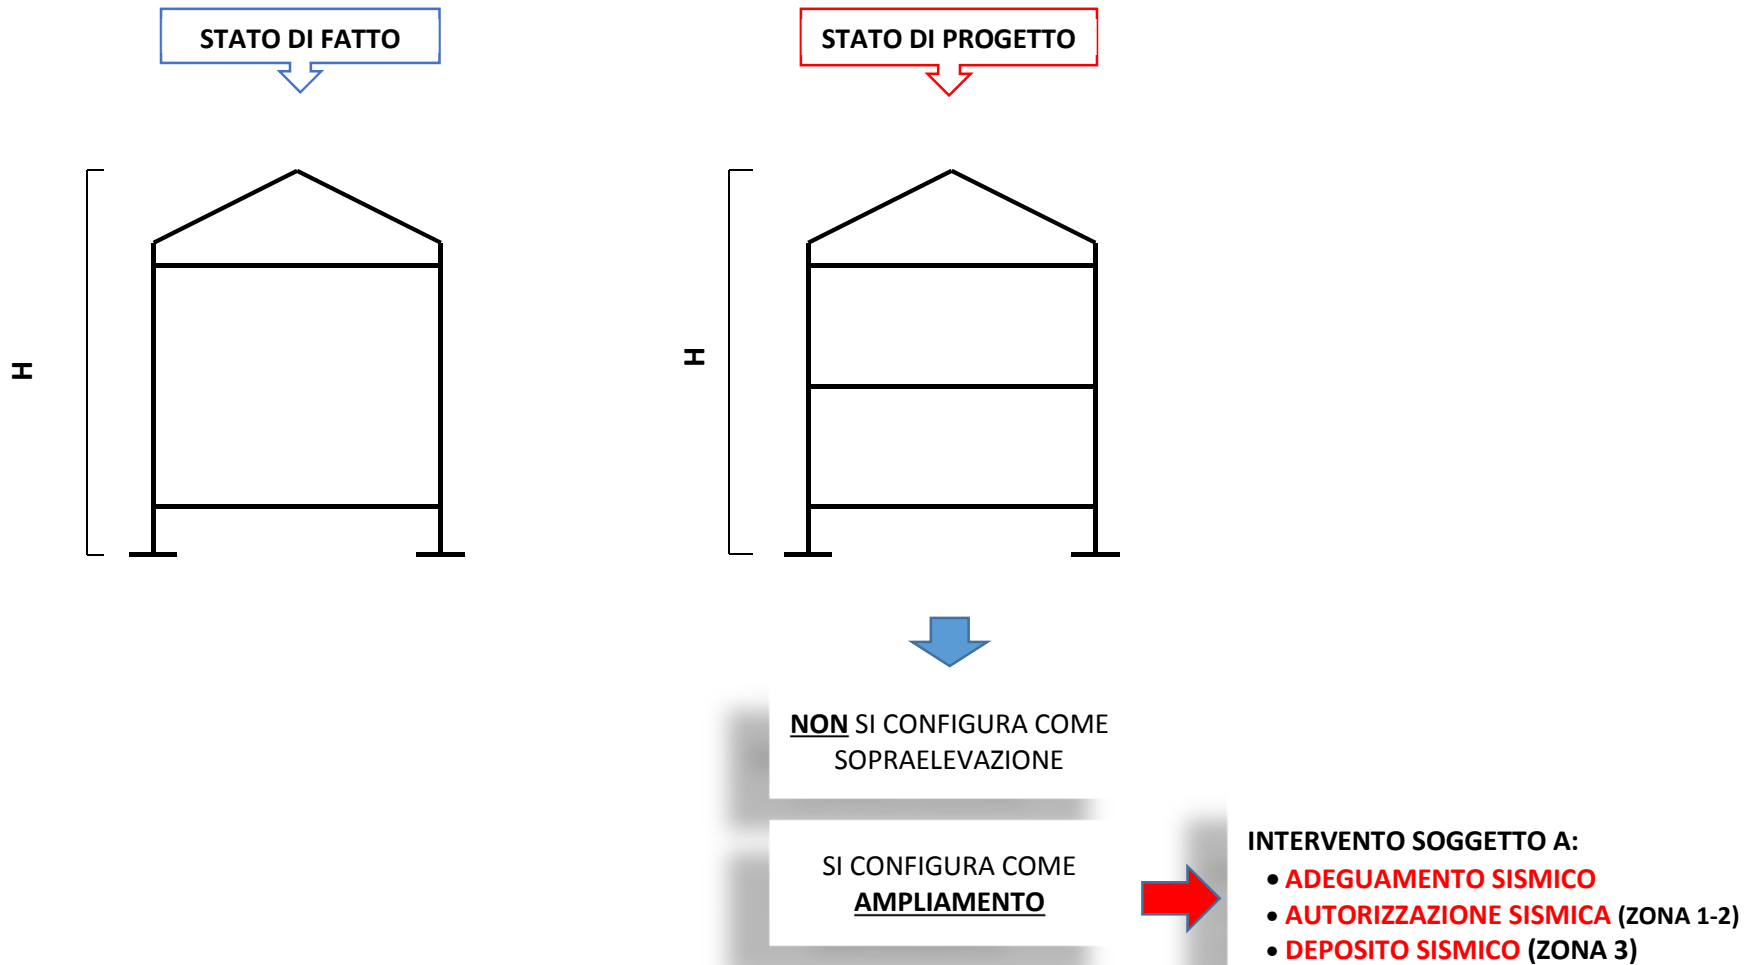 STATO DI FATTO
STATO DI PROGETTO
H
H
NON SI CONFIGURA COME
SOPRAELEVAZIONE
SI CONFIGURA COME
AMPLIAMENTO
INTERVENTO SOGGETTO A:
• ADEGUAMENTO SISMICO
• AUTORIZZAZIONE SISMICA (ZONA 1-2)
• DEPOSITO SISMICO (ZONA 3)